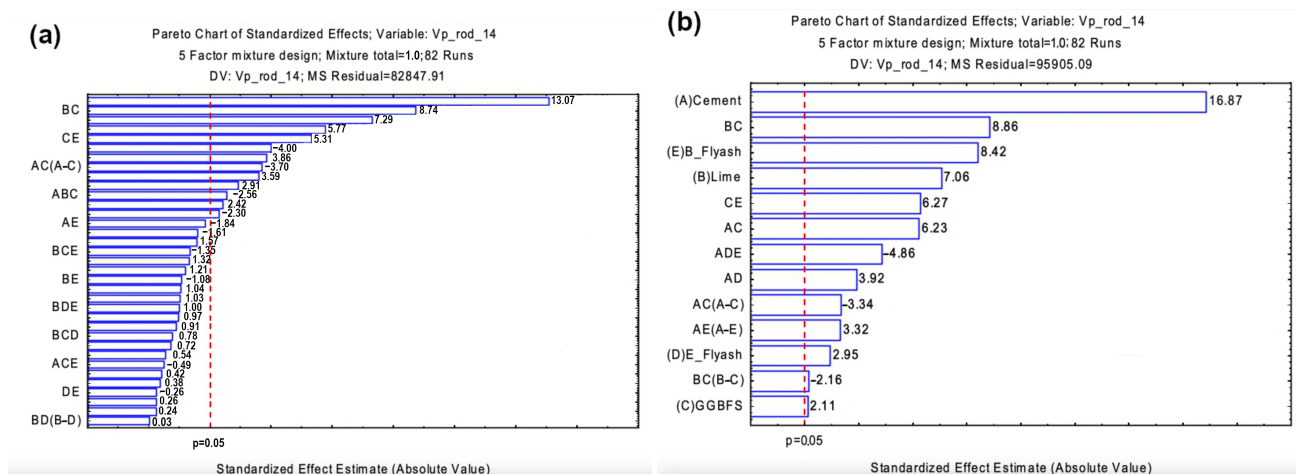 (a)
Pareto Chart of Standardized Effects; Variable: Vp_rod_14
5 Factor mixture design; Mixture total=1.0;82 Runs
DV: Vp_rod_14; MS Residual=82847.91
13.07
BC 8.74
7.29
5.77
CE 5.31
−4.00
3.86
AC(A−C) −3.70
3.59
2.91
ABC −2.56
2.42
−2.30
AE −1.84
−1.61
1.57
BCE −1.35
1.32
1.21
BE −1.08
1.04
1.03
BDE 1.00
0.97
0.91
BCD 0.78
0.72
0.54
ACE −0.49
0.42
0.38
DE −0.26
0.26
0.24
BD(B−D) 0.03
p=0.05
Standardized Effect Estimate (Absolute Value)
(b)
Pareto Chart of Standardized Effects; Variable: Vp_rod_14
5 Factor mixture design; Mixture total=1.0;82 Runs
DV: Vp_rod_14; MS Residual=95905.09
(A)Cement 16.87
BC 8.86
(E)B_Flyash 8.42
(B)Lime 7.06
CE 6.27
AC 6.23
ADE −4.86
AD 3.92
AC(A−C) −3.34
AE(A−E) 3.32
(D)E_Flyash 2.95
BC(B−C) −2.16
(C)GGBFS 2.11
p=0.05
Standardized Effect Estimate (Absolute Value)